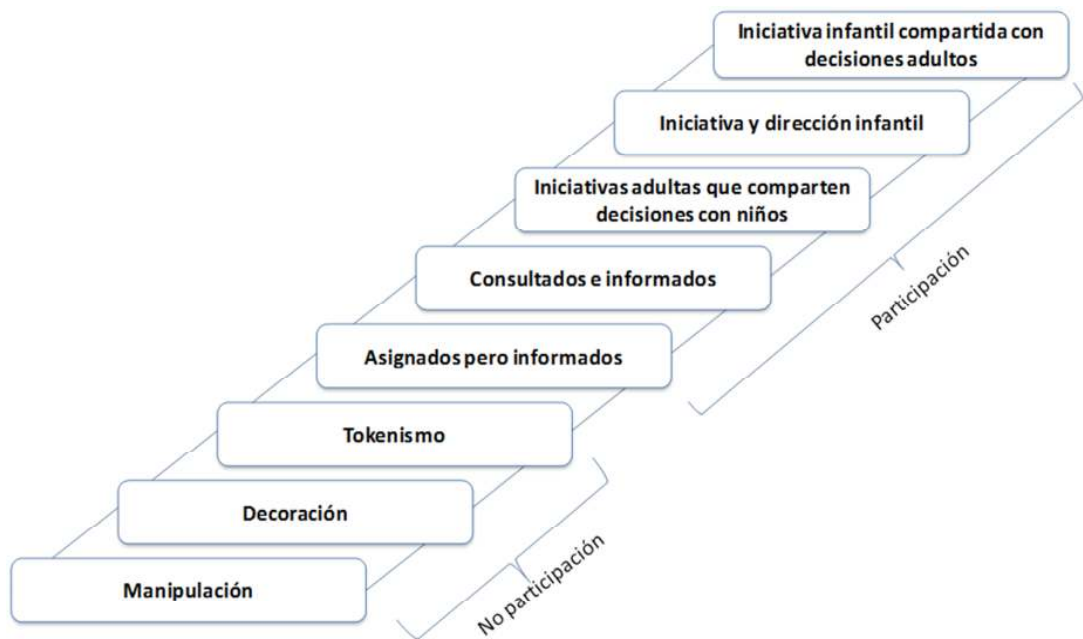 Iniciativa infantil compartida con
decisiones adultos
Iniciativa y dirección infantil
Iniciativas adultas que comparten
decisiones con niños
Consultados e informados
Asignados pero informados
Tokenismo
Decoración
Manipulación
Participación
No participación